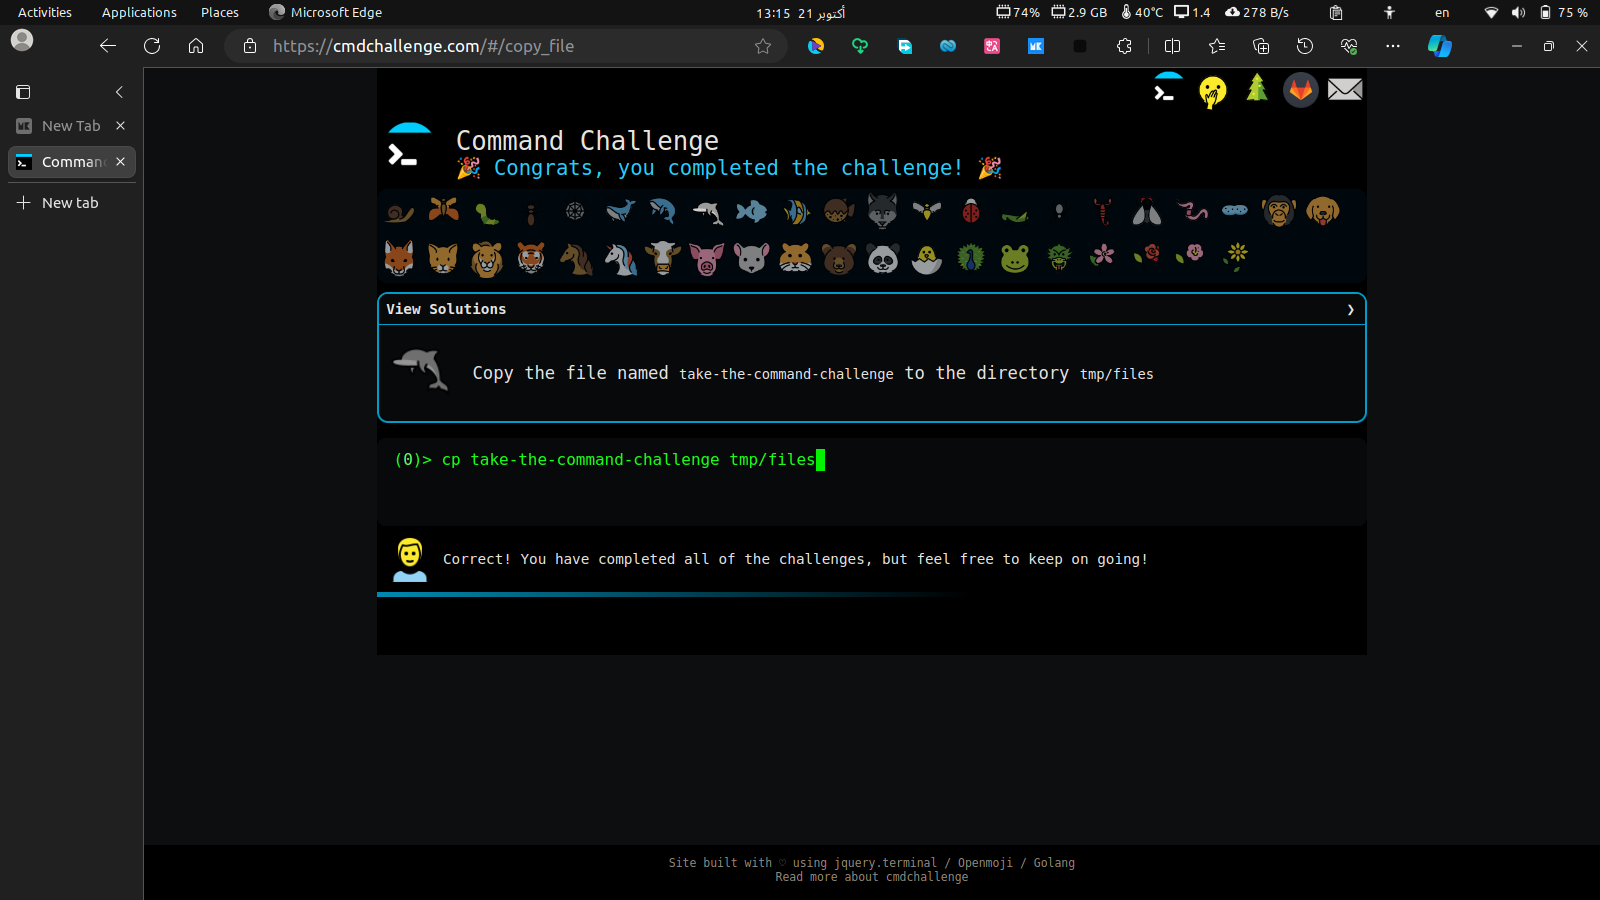 Activities Applications Places Microsoft Edge 13:15 21 أكتوبر 74% 2.9 GB 40°C 1.4 278 B/s en 75 %
https://cmdchallenge.com/#/copy_file
New Tab
Comman
New tab
Command Challenge
🎉 Congrats, you completed the challenge! 🎉
View Solutions
Copy the file named take-the-command-challenge to the directory tmp/files
(0)> cp take-the-command-challenge tmp/files
Correct! You have completed all of the challenges, but feel free to keep on going!
Site built with ♡ using jquery.terminal / Openmoji / Golang
Read more about cmdchallenge